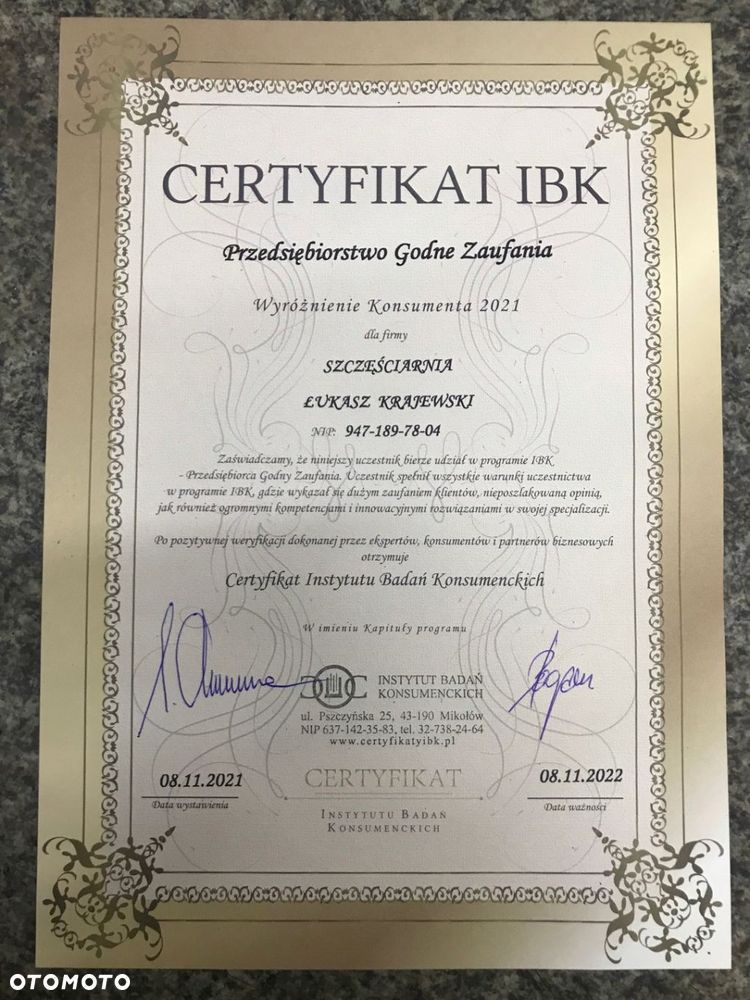 CERTYFIKAT IBK
Przedsiębiorstwo Godne Zaufania
Wyróżnienie Konsumenta 2021
dla firmy
SZCZĘŚCIARNIA
ŁUKASZ KRAJEWSKI
NIP: 947-189-78-04
Zaświadczamy, że niniejszy uczestnik bierze udział w programie IBK
- Przedsiębiorca Godny Zaufania. Uczestnik spełnił wszystkie warunki uczestnictwa
w programie IBK, gdzie wykazał się dużym zaufaniem klientów, nieposzlakowaną opinią,
jak również ogromnymi kompetencjami i innowacyjnymi rozwiązaniami w swojej specjalizacji.
Po pozytywnej weryfikacji dokonanej przez ekspertów, konsumentów i partnerów biznesowych
otrzymuje
Certyfikat Instytutu Badań Konsumenckich
W imieniu Kapituły programu
INSTYTUT BADAŃ
KONSUMENCKICH
ul. Pszczyńska 25, 43-190 Mikołów
NIP 637-142-35-83, tel. 32-738-24-64
www.certyfikatyibk.pl
08.11.2021
Data wystawienia
CERTYFIKAT
INSTYTUTU BADAŃ
KONSUMENCKICH
08.11.2022
Data ważności
OTOMOTO